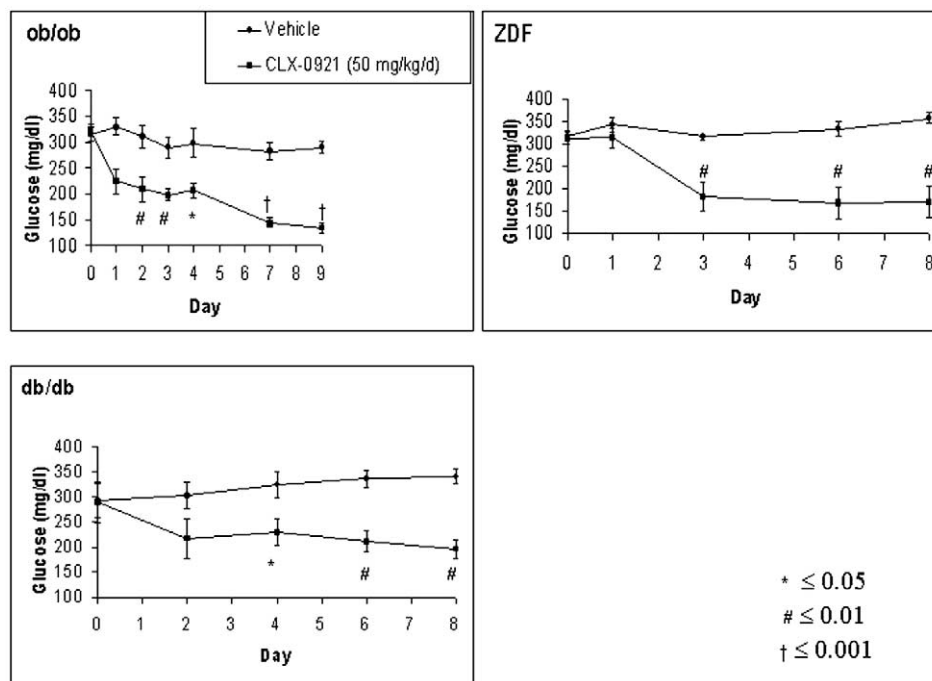 ob/ob
Vehicle
CLX-0921 (50 mg/kg/d)
Glucose (mg/dl)
400
350
300
250
200
150
100
# # * † †
0 1 2 3 4 5 6 7 8 9
Day
ZDF
Glucose (mg/dl)
400
350
300
250
200
150
100
# # #
0 1 2 3 4 5 6 7 8
Day
db/db
Glucose (mg/dl)
400
350
300
250
200
150
100
* # #
0 1 2 3 4 5 6 7 8
Day
* ≤ 0.05
# ≤ 0.01
† ≤ 0.001